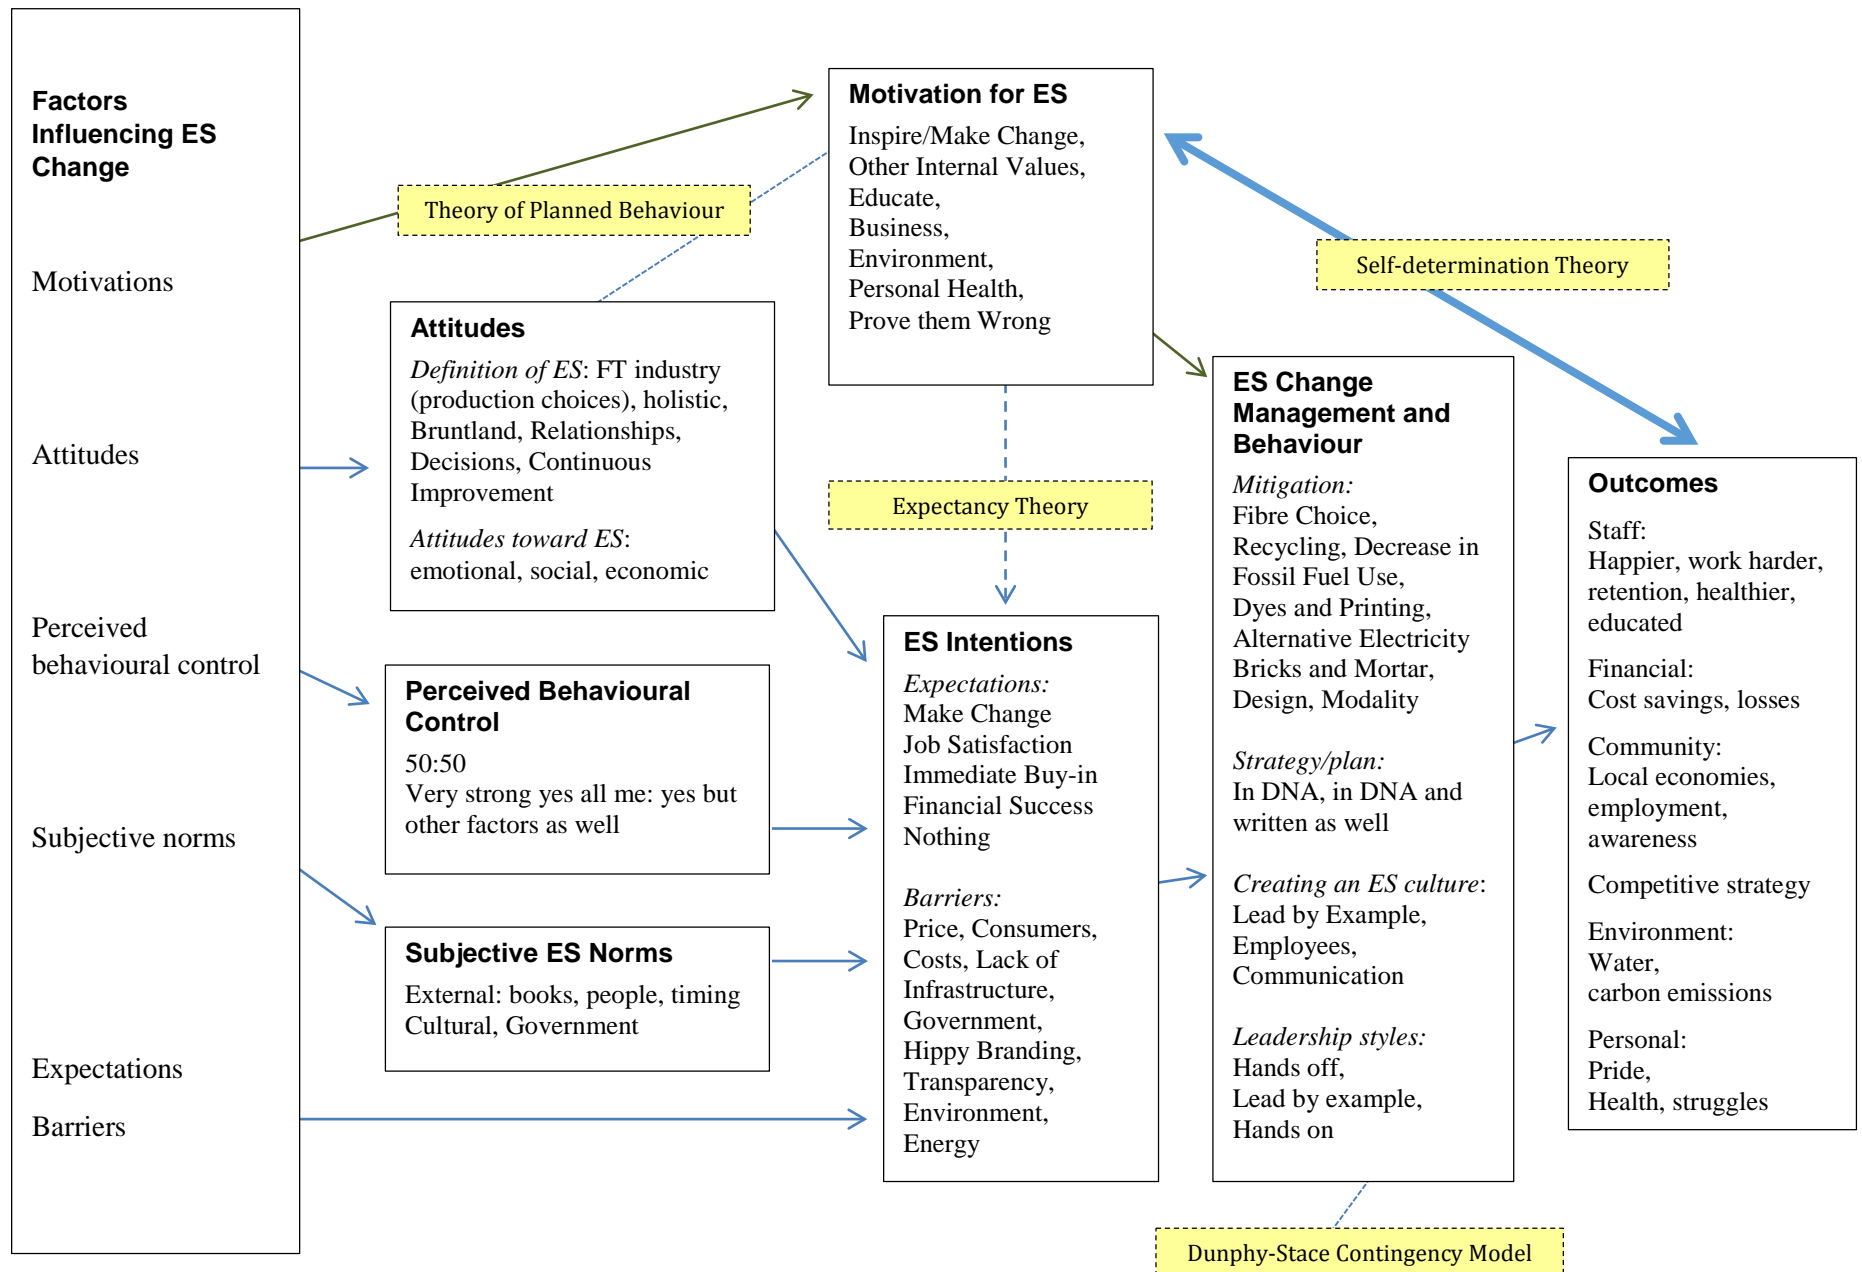 Factors
Influencing ES
Change
Motivations
Attitudes
Perceived
behavioural control
Subjective norms
Expectations
Barriers
Theory of Planned Behaviour
Attitudes
Definition of ES: FT industry
(production choices), holistic,
Bruntland, Relationships,
Decisions, Continuous
Improvement
Attitudes toward ES:
emotional, social, economic
Perceived Behavioural
Control
50:50
Very strong yes all me: yes but
other factors as well
Subjective ES Norms
External: books, people, timing
Cultural, Government
Motivation for ES
Inspire/Make Change,
Other Internal Values,
Educate,
Business,
Environment,
Personal Health,
Prove them Wrong
Expectancy Theory
ES Intentions
Expectations:
Make Change
Job Satisfaction
Immediate Buy-in
Financial Success
Nothing
Barriers:
Price, Consumers,
Costs, Lack of
Infrastructure,
Government,
Hippy Branding,
Transparency,
Environment,
Energy
Self-determination Theory
ES Change
Management and
Behaviour
Mitigation:
Fibre Choice,
Recycling, Decrease in
Fossil Fuel Use,
Dyes and Printing,
Alternative Electricity
Bricks and Mortar,
Design, Modality
Strategy/plan:
In DNA, in DNA and
written as well
Creating an ES culture:
Lead by Example,
Employees,
Communication
Leadership styles:
Hands off,
Lead by example,
Hands on
Dunphy-Stace Contingency Model
Outcomes
Staff:
Happier, work harder,
retention, healthier,
educated
Financial:
Cost savings, losses
Community:
Local economies,
employment,
awareness
Competitive strategy
Environment:
Water,
carbon emissions
Personal:
Pride,
Health, struggles